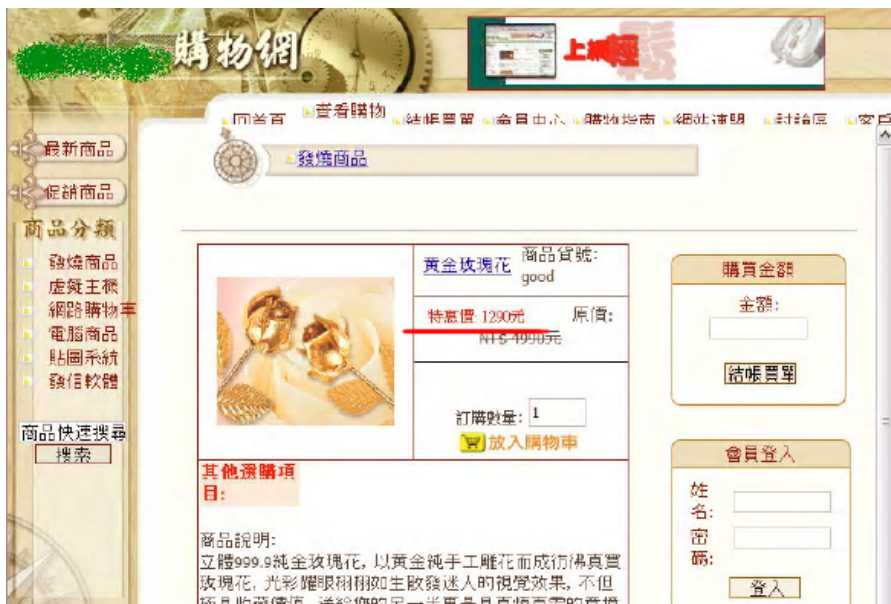 購物網
上網
回首頁 查看購物 結帳買單 會員中心 購物指南 網站連盟 討論區
最新商品
發燒商品
促銷商品
商品分類
發燒商品
虛擬主機
網路購物車
電腦商品
貼圖系統
發信軟體
商品快速搜尋
搜索
黃金玫瑰花
商品貨號:
good
特惠價: 1290元
原價:
NT$ 4990元
訂購數量: 1
放入購物車
其他選購項
目:
商品說明:
立體999.9純金玫瑰花, 以黃金純手工雕花而成彷彿真實
玫瑰花, 光彩耀眼栩栩如生散發迷人的視覺效果, 不但
購買金額
金額:
結帳買單
會員登入
姓
名:
密
碼:
登入